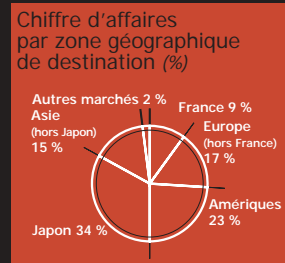 Chiffre d'affaires
par zone géographique
de destination (%)
Autres marchés 2 %
France 9 %
Asie
(hors Japon)
15 %
Europe
(hors France)
17 %
Amériques
23 %
Japon 34 %